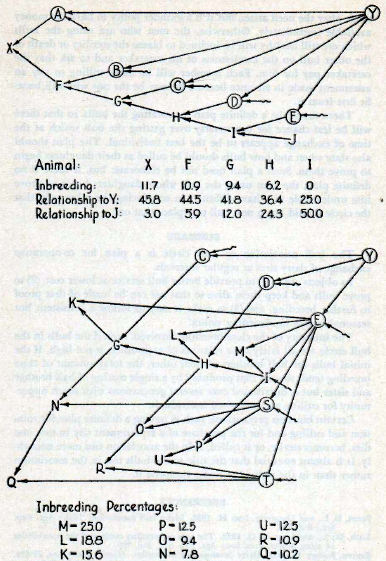 A
Y
B
X
C
F
D
G
E
H
I
J
Animal: X F G H I
Inbreeding: 11.7 10.9 9.4 6.2 0
Relationship to Y: 45.8 44.5 41.8 36.4 25.0
Relationship to J: 3.0 5.9 12.0 24.3 50.0
C
Y
D
K
E
L
M
G
H
I
N
S
O
P
U
R
Q
T
Inbreeding Percentages:
M-25.0 P-12.5 U-12.5
L-18.8 O-9.4 R-10.9
K-15.6 N-7.8 Q-10.2